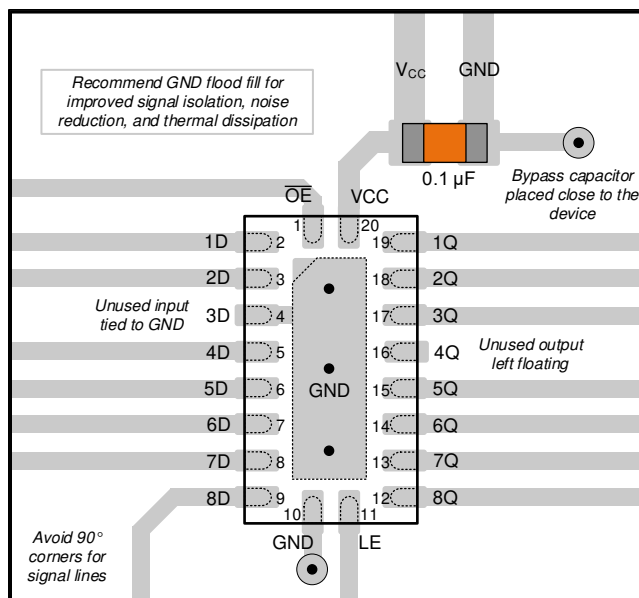 V_CC GND
Recommend GND flood fill for
improved signal isolation, noise
reduction, and thermal dissipation
0.1 µF
Bypass capacitor
placed close to the
device
O̅E̅ VCC
1 20
1D 2 19 1Q
2D 3 18 2Q
Unused input
tied to GND
3D 4 17 3Q
4D 5 16 4Q
Unused output
left floating
5D 6 GND 15 5Q
6D 7 14 6Q
7D 8 13 7Q
8D 9 12 8Q
10 11
GND LE
Avoid 90°
corners for
signal lines